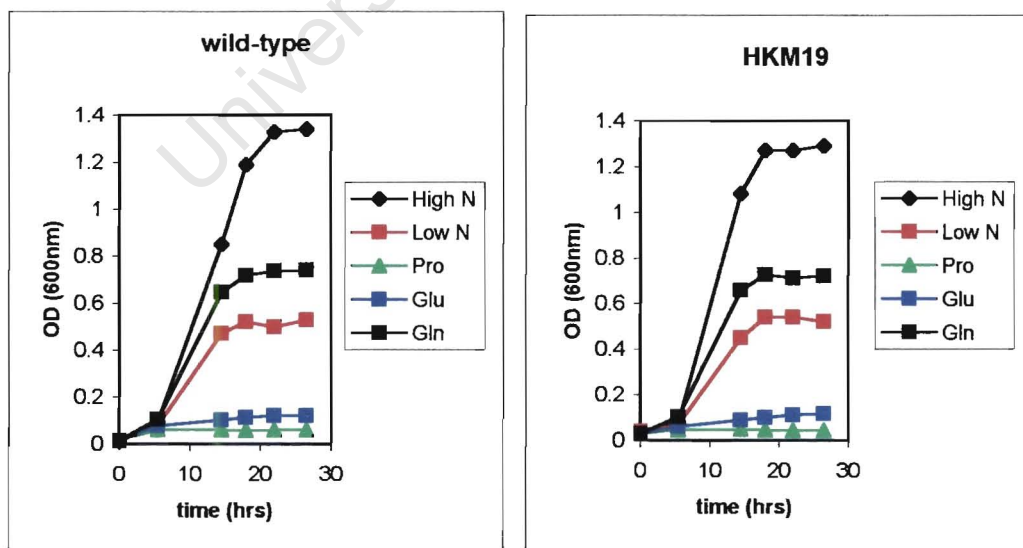 Univers
wild-type
OD (600nm)
1.4
1.2
1
0.8
0.6
0.4
0.2
0
0 10 20 30
time (hrs)
High N
Low N
Pro
Glu
Gln
HKM19
OD (600nm)
1.4
1.2
1
0.8
0.6
0.4
0.2
0
0 10 20 30
time (hrs)
High N
Low N
Pro
Glu
Gln